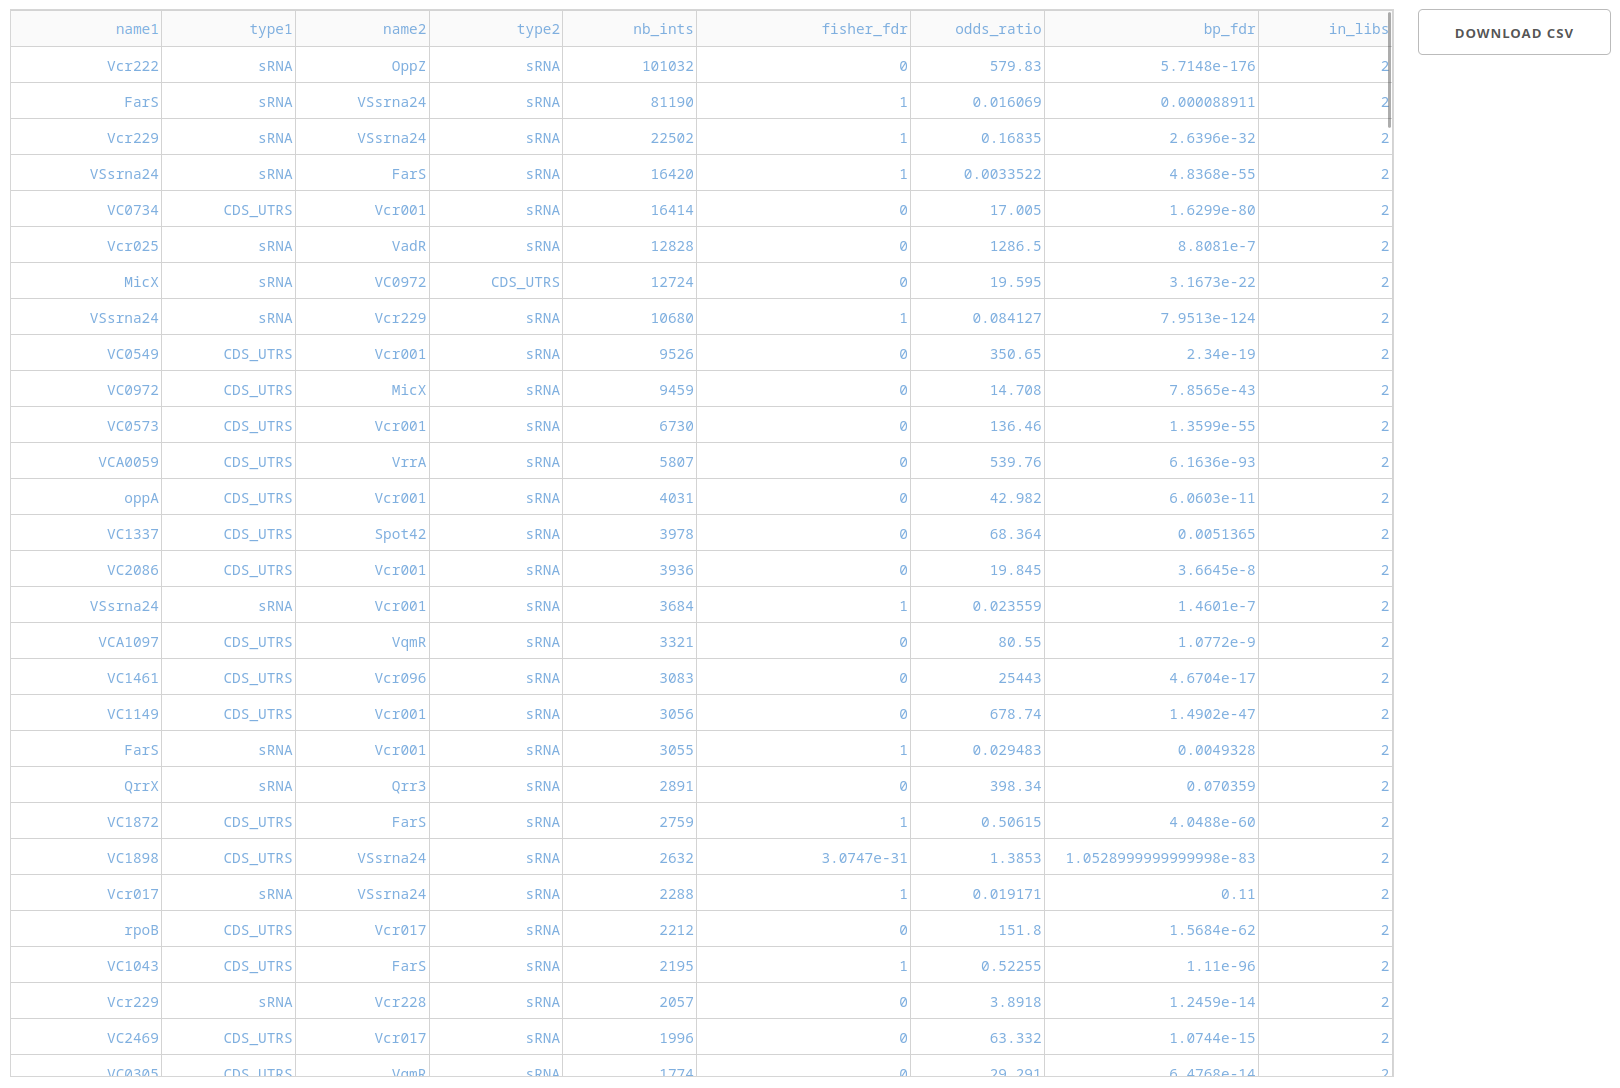 name1 type1 name2 type2 nb_ints fisher_fdr odds_ratio bp_fdr in_libs DOWNLOAD CSV
Vcr222 sRNA OppZ sRNA 101032 0 579.83 5.7148e-176 2
FarS sRNA VSsrna24 sRNA 81190 1 0.016069 0.000088911 2
Vcr229 sRNA VSsrna24 sRNA 22502 1 0.16835 2.6396e-32 2
VSsrna24 sRNA FarS sRNA 16420 1 0.0033522 4.8368e-55 2
VC0734 CDS_UTRS Vcr001 sRNA 16414 0 17.005 1.6299e-80 2
Vcr025 sRNA VadR sRNA 12828 0 1286.5 8.8081e-7 2
MicX sRNA VC0972 CDS_UTRS 12724 0 19.595 3.1673e-22 2
VSsrna24 sRNA Vcr229 sRNA 10680 1 0.084127 7.9513e-124 2
VC0549 CDS_UTRS Vcr001 sRNA 9526 0 350.65 2.34e-19 2
VC0972 CDS_UTRS MicX sRNA 9459 0 14.708 7.8565e-43 2
VC0573 CDS_UTRS Vcr001 sRNA 6730 0 136.46 1.3599e-55 2
VCA0059 CDS_UTRS VrrA sRNA 5807 0 539.76 6.1636e-93 2
oppA CDS_UTRS Vcr001 sRNA 4031 0 42.982 6.0603e-11 2
VC1337 CDS_UTRS Spot42 sRNA 3978 0 68.364 0.0051365 2
VC2086 CDS_UTRS Vcr001 sRNA 3936 0 19.845 3.6645e-8 2
VSsrna24 sRNA Vcr001 sRNA 3684 1 0.023559 1.4601e-7 2
VCA1097 CDS_UTRS VqmR sRNA 3321 0 80.55 1.0772e-9 2
VC1461 CDS_UTRS Vcr096 sRNA 3083 0 25443 4.6704e-17 2
VC1149 CDS_UTRS Vcr001 sRNA 3056 0 678.74 1.4902e-47 2
FarS sRNA Vcr001 sRNA 3055 1 0.029483 0.0049328 2
QrrX sRNA Qrr3 sRNA 2891 0 398.34 0.070359 2
VC1872 CDS_UTRS FarS sRNA 2759 1 0.50615 4.0488e-60 2
VC1898 CDS_UTRS VSsrna24 sRNA 2632 3.0747e-31 1.3853 1.0528999999999998e-83 2
Vcr017 sRNA VSsrna24 sRNA 2288 1 0.019171 0.11 2
rpoB CDS_UTRS Vcr017 sRNA 2212 0 151.8 1.5684e-62 2
VC1043 CDS_UTRS FarS sRNA 2195 1 0.52255 1.11e-96 2
Vcr229 sRNA Vcr228 sRNA 2057 0 3.8918 1.2459e-14 2
VC2469 CDS_UTRS Vcr017 sRNA 1996 0 63.332 1.0744e-15 2
VC0305 CDS_UTRS VqmR sRNA 1774 0 29.291 6.4768e-14 2